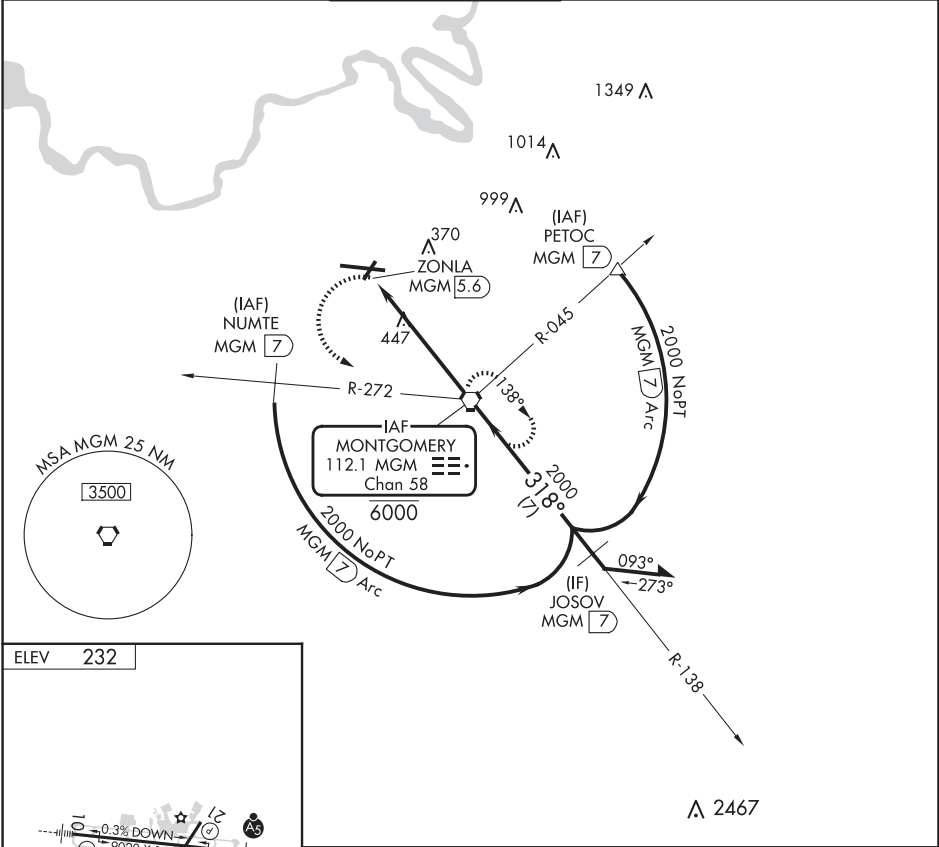 1349
1014
999
(IAF)
PETOC
MGM 7
370
ZONLA
MGM 5.6
(IAF)
NUMTE
MGM 7
447
R-045
2000 NoPT
MGM 7 Arc
R-272
138°
IAF
MONTGOMERY
112.1 MGM
Chan 58
6000
MSA MGM 25 NM
3500
2000
318°
(7)
2000 NoPT
MGM 7 Arc
093°
273°
(IF)
JOSOV
MGM 7
R-138
ELEV 232
2467
10
0.3% DOWN
21
P
A5